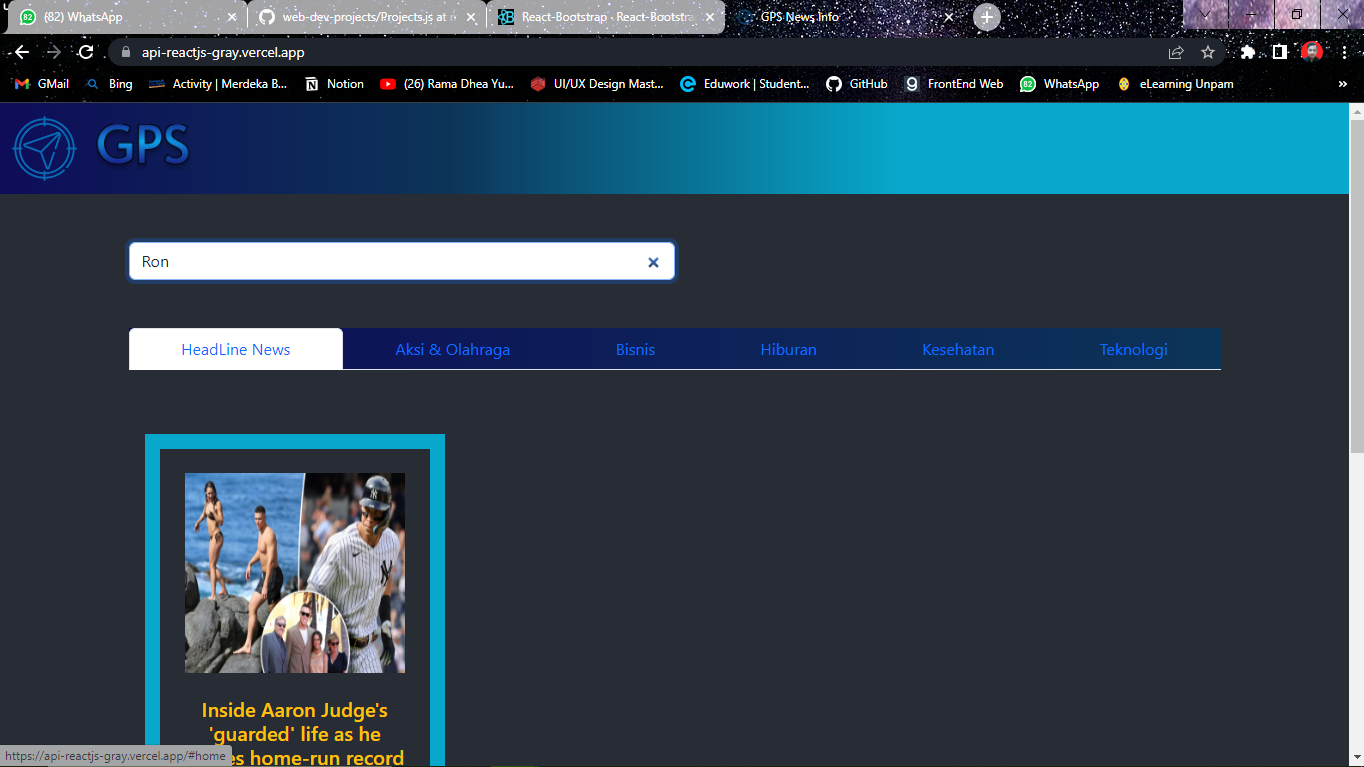 (82) WhatsApp
web-dev-projects/Projects.js at
React-Bootstrap · React-Bootstra
GPS News Info
api-reactjs-gray.vercel.app
GMail
Bing
Activity | Merdeka B...
Notion
(26) Rama Dhea Yu...
UI/UX Design Mast...
Eduwork | Student...
GitHub
FrontEnd Web
WhatsApp
eLearning Unpam
GPS
Ron
HeadLine News
Aksi & Olahraga
Bisnis
Hiburan
Kesehatan
Teknologi
Inside Aaron Judge's
'guarded' life as he
home-run record
https://api-reactjs-gray.vercel.app/#home